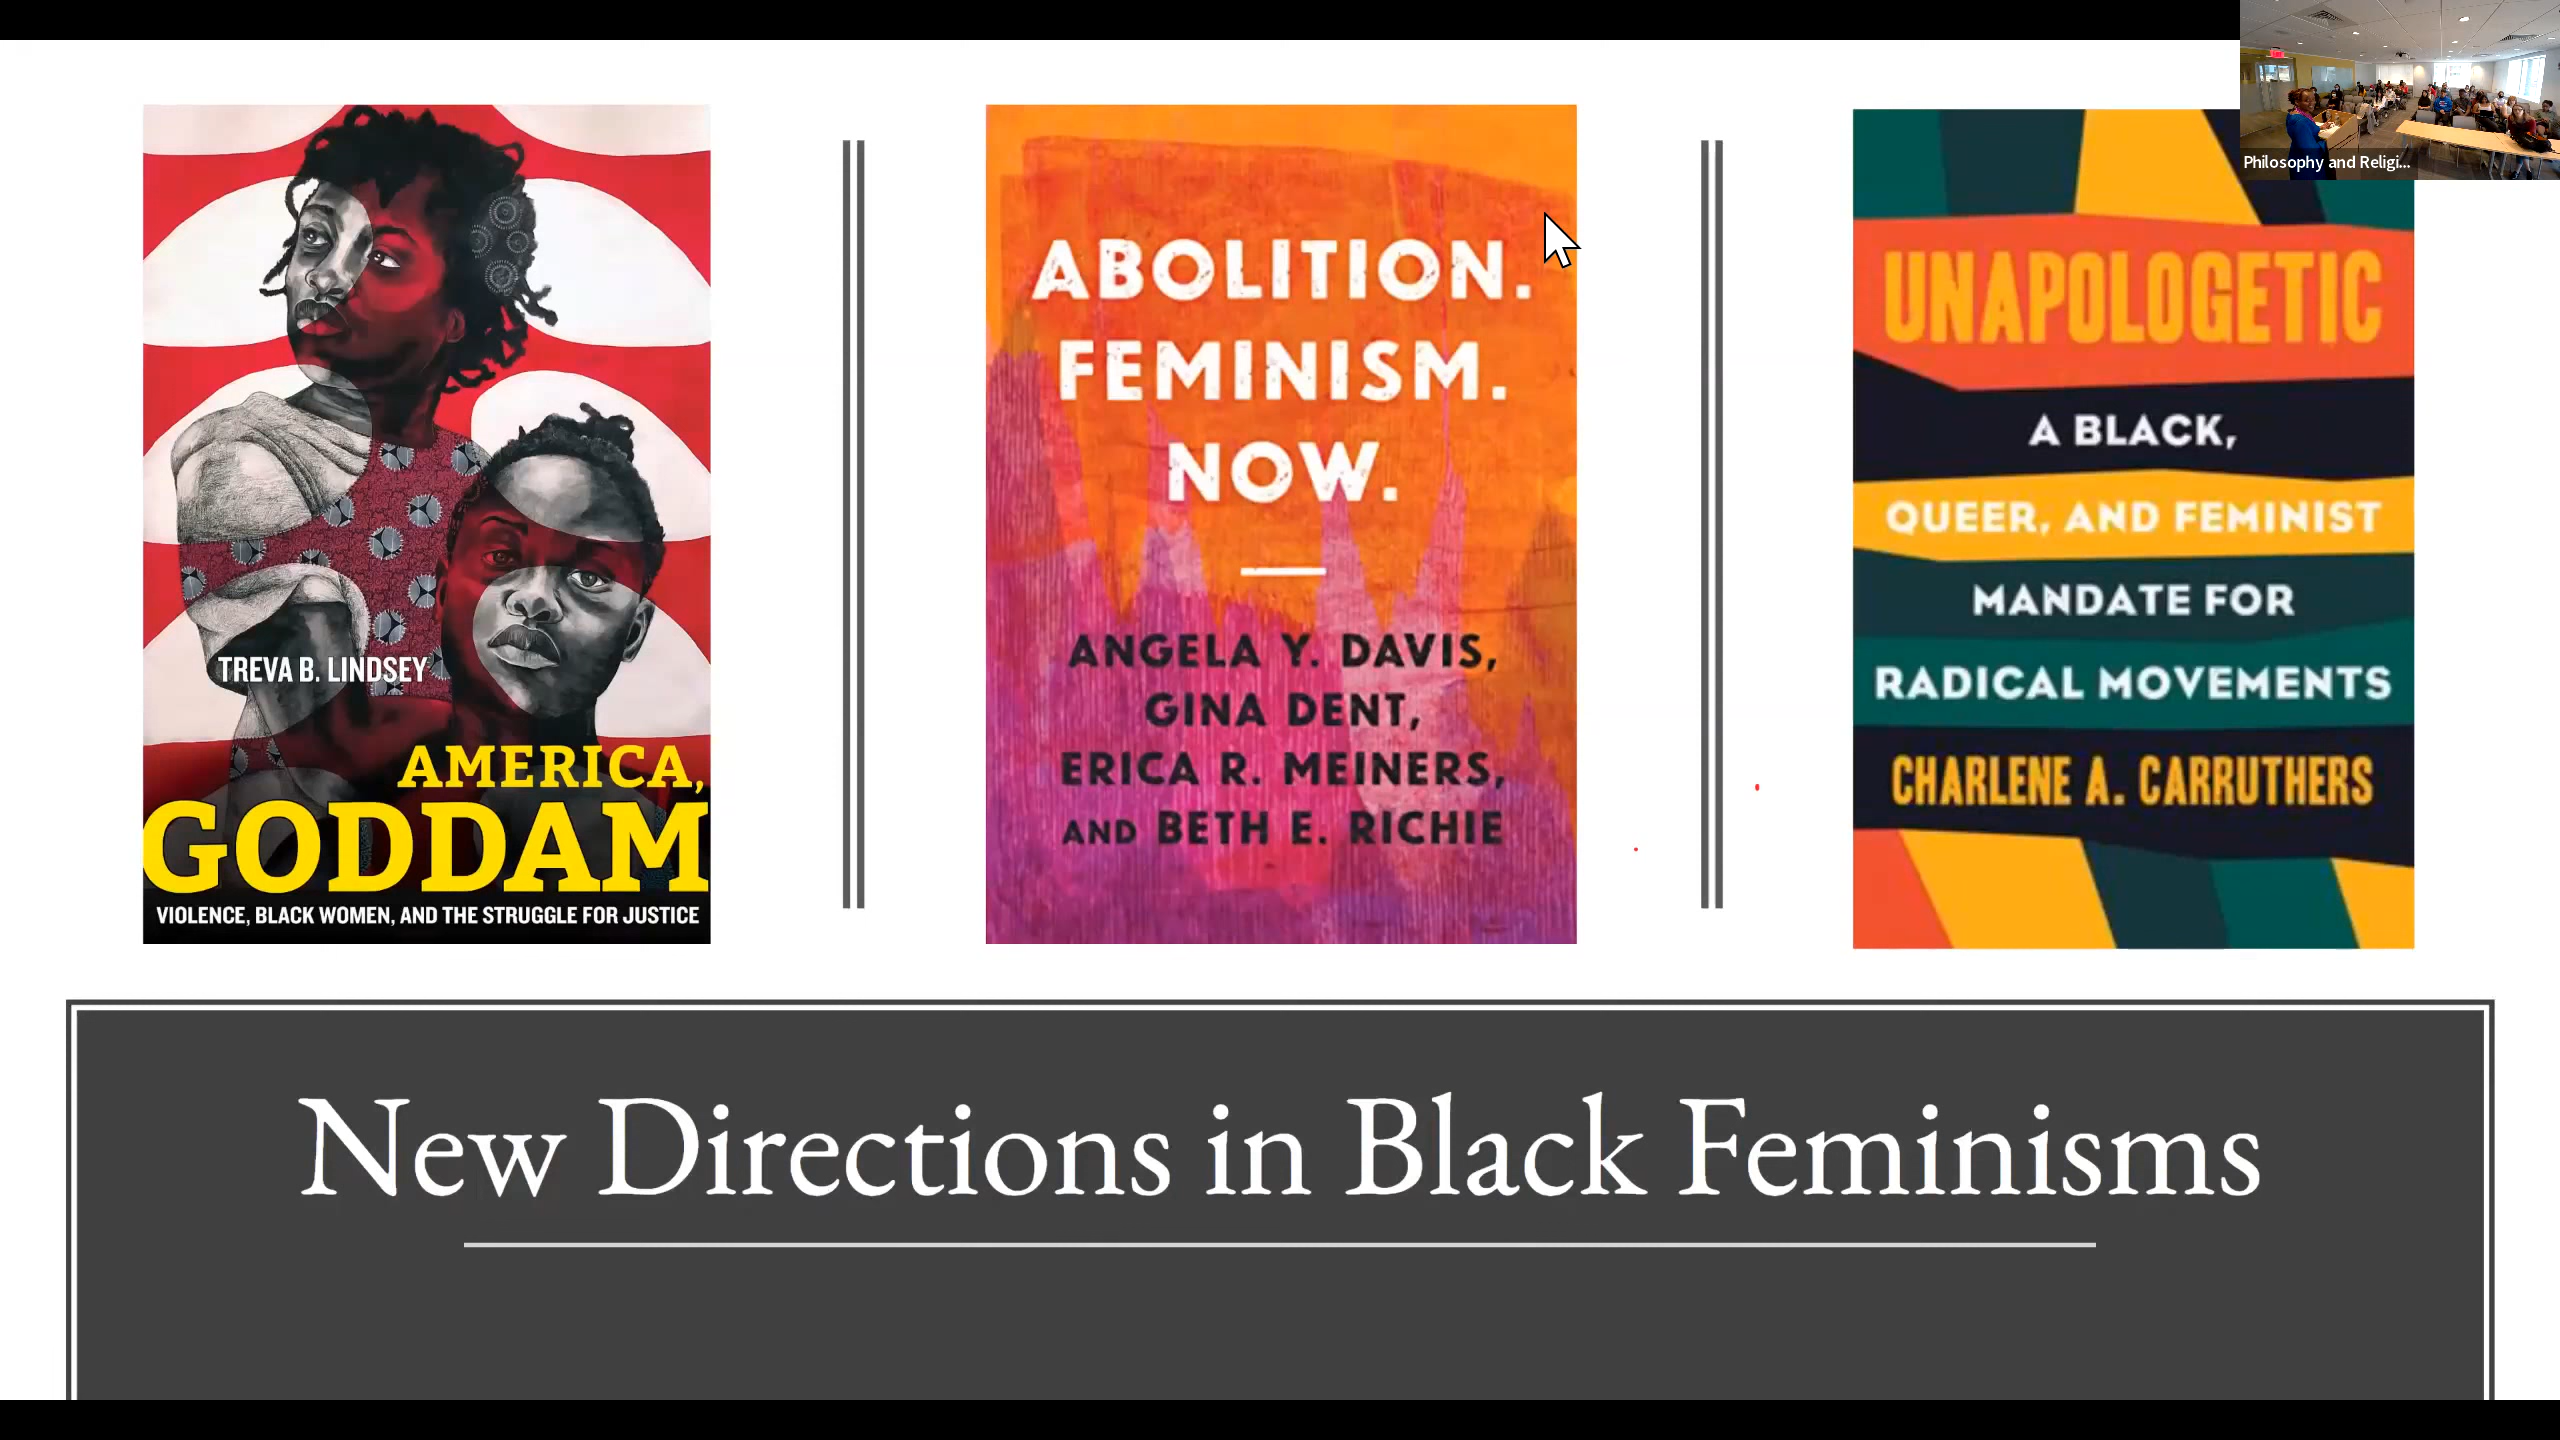 TREVA B. LINDSEY
AMERICA,
GODDAM
VIOLENCE, BLACK WOMEN, AND THE STRUGGLE FOR JUSTICE
ABOLITION.
FEMINISM.
NOW.
ANGELA Y. DAVIS,
GINA DENT,
ERICA R. MEINERS,
AND BETH E. RICHIE
UNAPOLOGETIC
A BLACK,
QUEER, AND FEMINIST
MANDATE FOR
RADICAL MOVEMENTS
CHARLENE A. CARRUTHERS
Philosophy and Religi...
New Directions in Black Feminisms